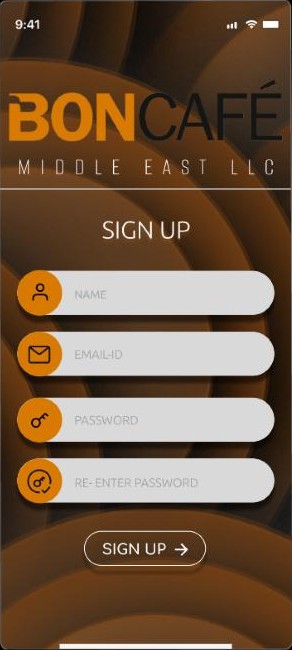 9:41
BONCAFÉ
MIDDLE EAST LLC
SIGN UP
NAME
EMAIL-ID
PASSWORD
RE- ENTER PASSWORD
SIGN UP →